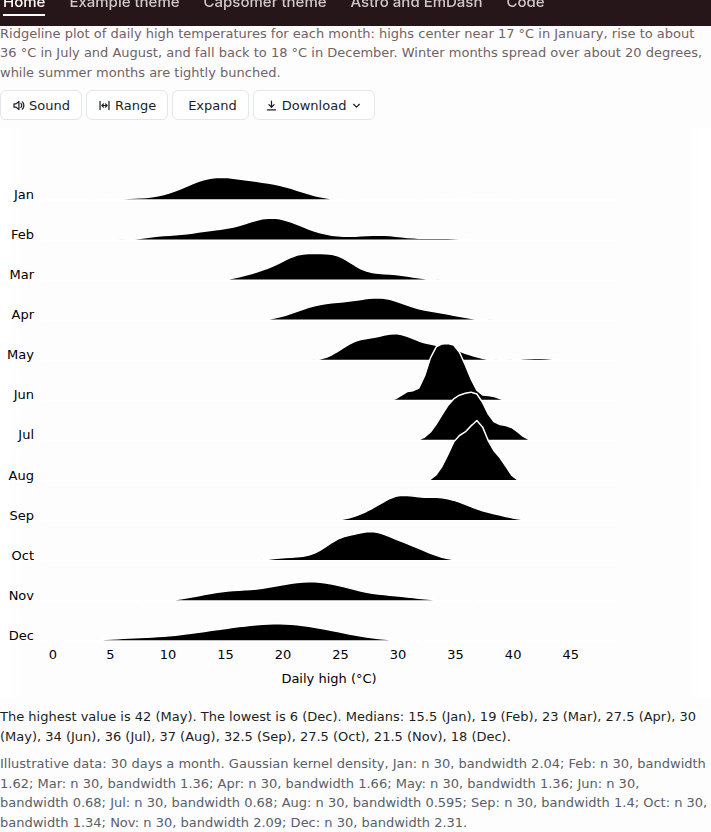 Home Example theme Capsomer theme Astro and EmDash Code
Ridgeline plot of daily high temperatures for each month: highs center near 17 °C in January, rise to about
36 °C in July and August, and fall back to 18 °C in December. Winter months spread over about 20 degrees,
while summer months are tightly bunched.
Sound Range Expand Download
Jan
Feb
Mar
Apr
May
Jun
Jul
Aug
Sep
Oct
Nov
Dec
0 5 10 15 20 25 30 35 40 45
Daily high (°C)
The highest value is 42 (May). The lowest is 6 (Dec). Medians: 15.5 (Jan), 19 (Feb), 23 (Mar), 27.5 (Apr), 30
(May), 34 (Jun), 36 (Jul), 37 (Aug), 32.5 (Sep), 27.5 (Oct), 21.5 (Nov), 18 (Dec).
Illustrative data: 30 days a month. Gaussian kernel density, Jan: n 30, bandwidth 2.04; Feb: n 30, bandwidth
1.62; Mar: n 30, bandwidth 1.36; Apr: n 30, bandwidth 1.66; May: n 30, bandwidth 1.36; Jun: n 30,
bandwidth 0.68; Jul: n 30, bandwidth 0.68; Aug: n 30, bandwidth 0.595; Sep: n 30, bandwidth 1.4; Oct: n 30,
bandwidth 1.34; Nov: n 30, bandwidth 2.09; Dec: n 30, bandwidth 2.31.